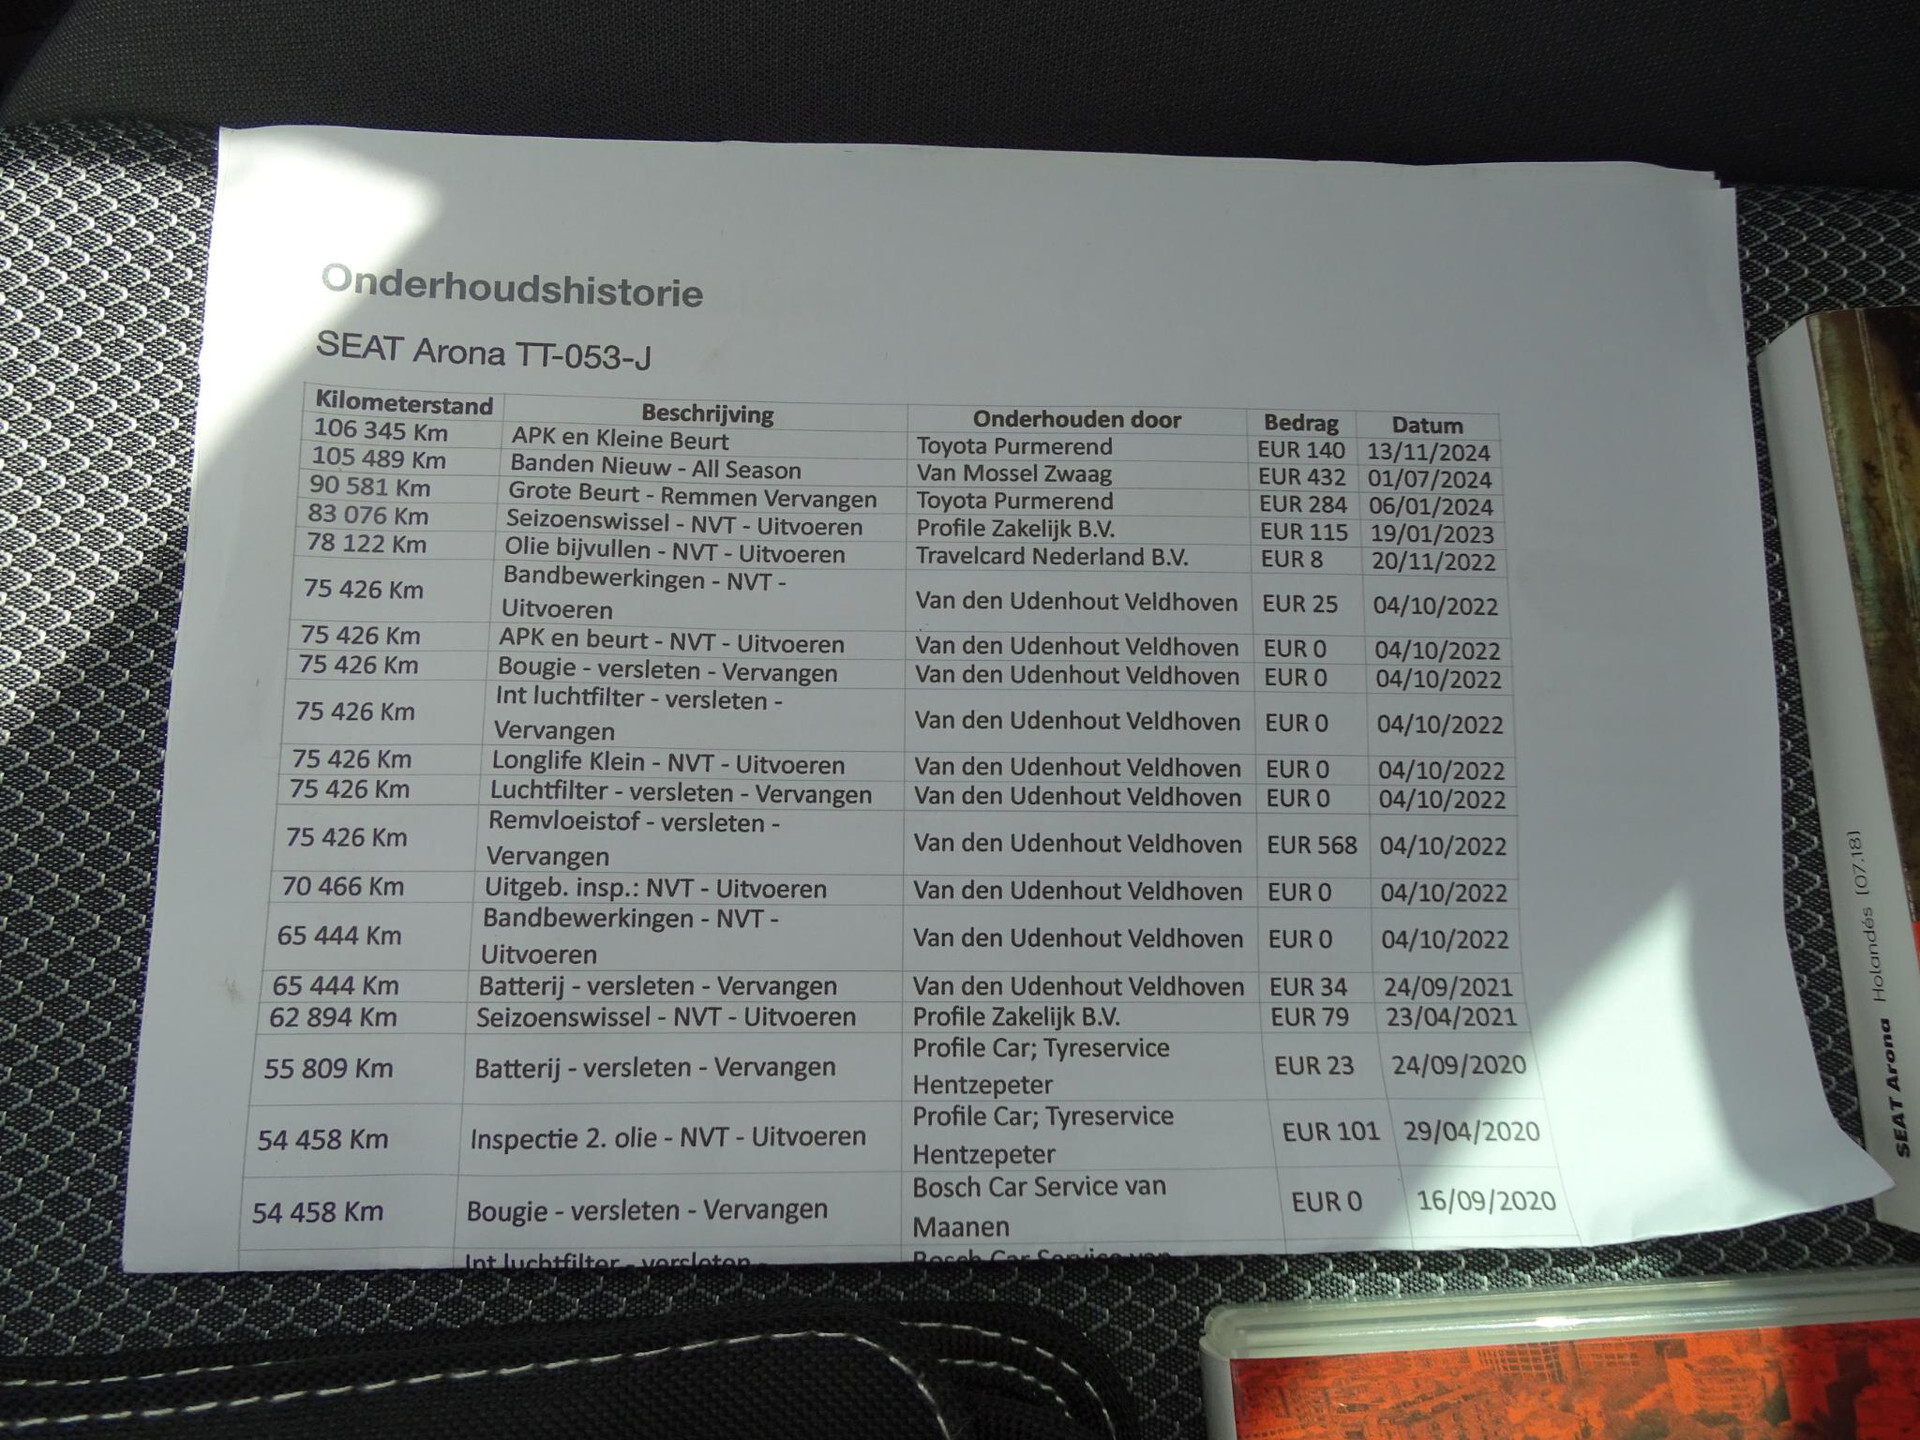 Onderhoudshistorie
SEAT Arona TT-053-J
Kilometerstand Beschrijving Onderhouden door Bedrag Datum
106 345 Km APK en Kleine Beurt Toyota Purmerend EUR 140 13/11/2024
105 489 Km Banden Nieuw - All Season Van Mossel Zwaag EUR 432 01/07/2024
90 581 Km Grote Beurt - Remmen Vervangen Toyota Purmerend EUR 284 06/01/2024
83 076 Km Seizoenswissel - NVT - Uitvoeren Profile Zakelijk B.V. EUR 115 19/01/2023
78 122 Km Olie bijvullen - NVT - Uitvoeren Travelcard Nederland B.V. EUR 8 20/11/2022
75 426 Km Bandbewerkingen - NVT -
Uitvoeren Van den Udenhout Veldhoven EUR 25 04/10/2022
75 426 Km APK en beurt - NVT - Uitvoeren Van den Udenhout Veldhoven EUR 0 04/10/2022
75 426 Km Bougie - versleten - Vervangen Van den Udenhout Veldhoven EUR 0 04/10/2022
75 426 Km Int luchtfilter - versleten -
Vervangen Van den Udenhout Veldhoven EUR 0 04/10/2022
75 426 Km Longlife Klein - NVT - Uitvoeren Van den Udenhout Veldhoven EUR 0 04/10/2022
75 426 Km Luchtfilter - versleten - Vervangen Van den Udenhout Veldhoven EUR 0 04/10/2022
75 426 Km Remvloeistof - versleten -
Vervangen Van den Udenhout Veldhoven EUR 568 04/10/2022
70 466 Km Uitgeb. insp.: NVT - Uitvoeren Van den Udenhout Veldhoven EUR 0 04/10/2022
65 444 Km Bandbewerkingen - NVT -
Uitvoeren Van den Udenhout Veldhoven EUR 0 04/10/2022
65 444 Km Batterij - versleten - Vervangen Van den Udenhout Veldhoven EUR 34 24/09/2021
62 894 Km Seizoenswissel - NVT - Uitvoeren Profile Zakelijk B.V. EUR 79 23/04/2021
55 809 Km Batterij - versleten - Vervangen Profile Car; Tyreservice
Hentzepeter EUR 23 24/09/2020
54 458 Km Inspectie 2. olie - NVT - Uitvoeren Profile Car; Tyreservice
Hentzepeter EUR 101 29/04/2020
54 458 Km Bougie - versleten - Vervangen Bosch Car Service van
Maanen EUR 0 16/09/2020
Int luchtfilter - versleten - Bosch Car Service van
SEAT Arona Holandés (07.18)